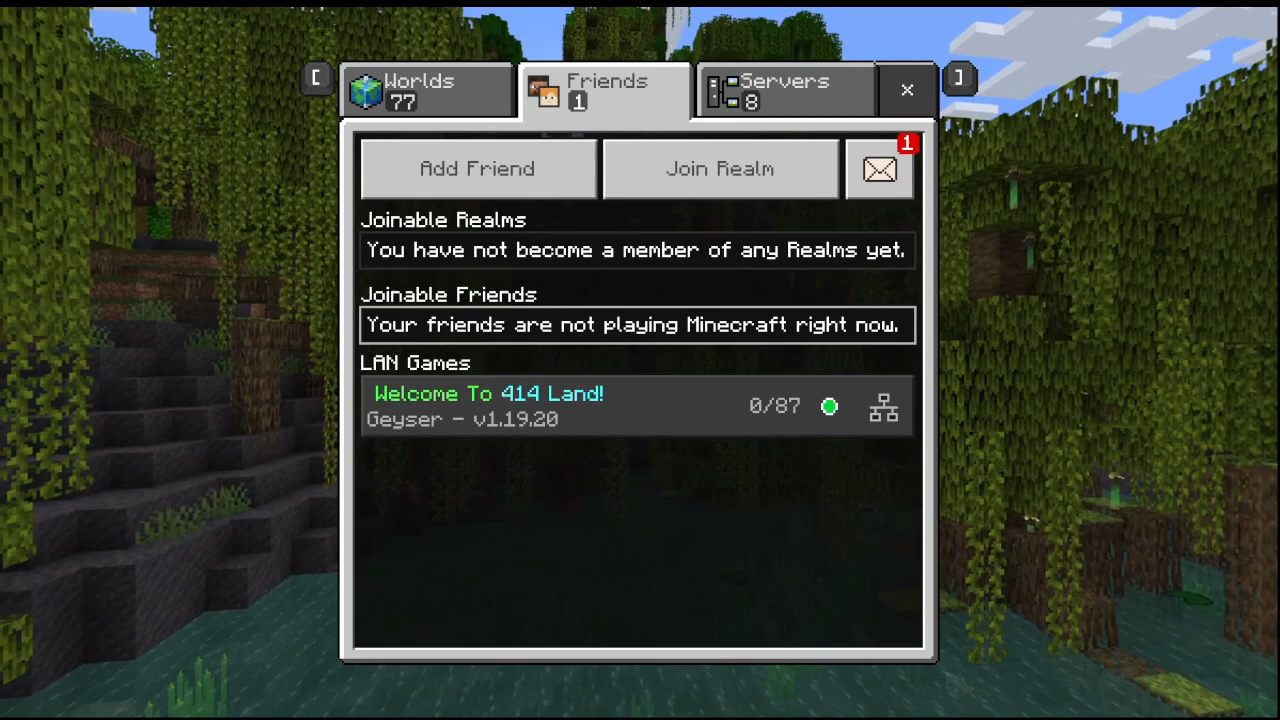 [
Worlds
77
Friends
1
Servers
8
]
Add Friend
Join Realm
1
Joinable Realms
You have not become a member of any Realms yet.
Joinable Friends
Your friends are not playing Minecraft right now.
LAN Games
Welcome To 414 Land!
Geyser - v1.19.20
0/87